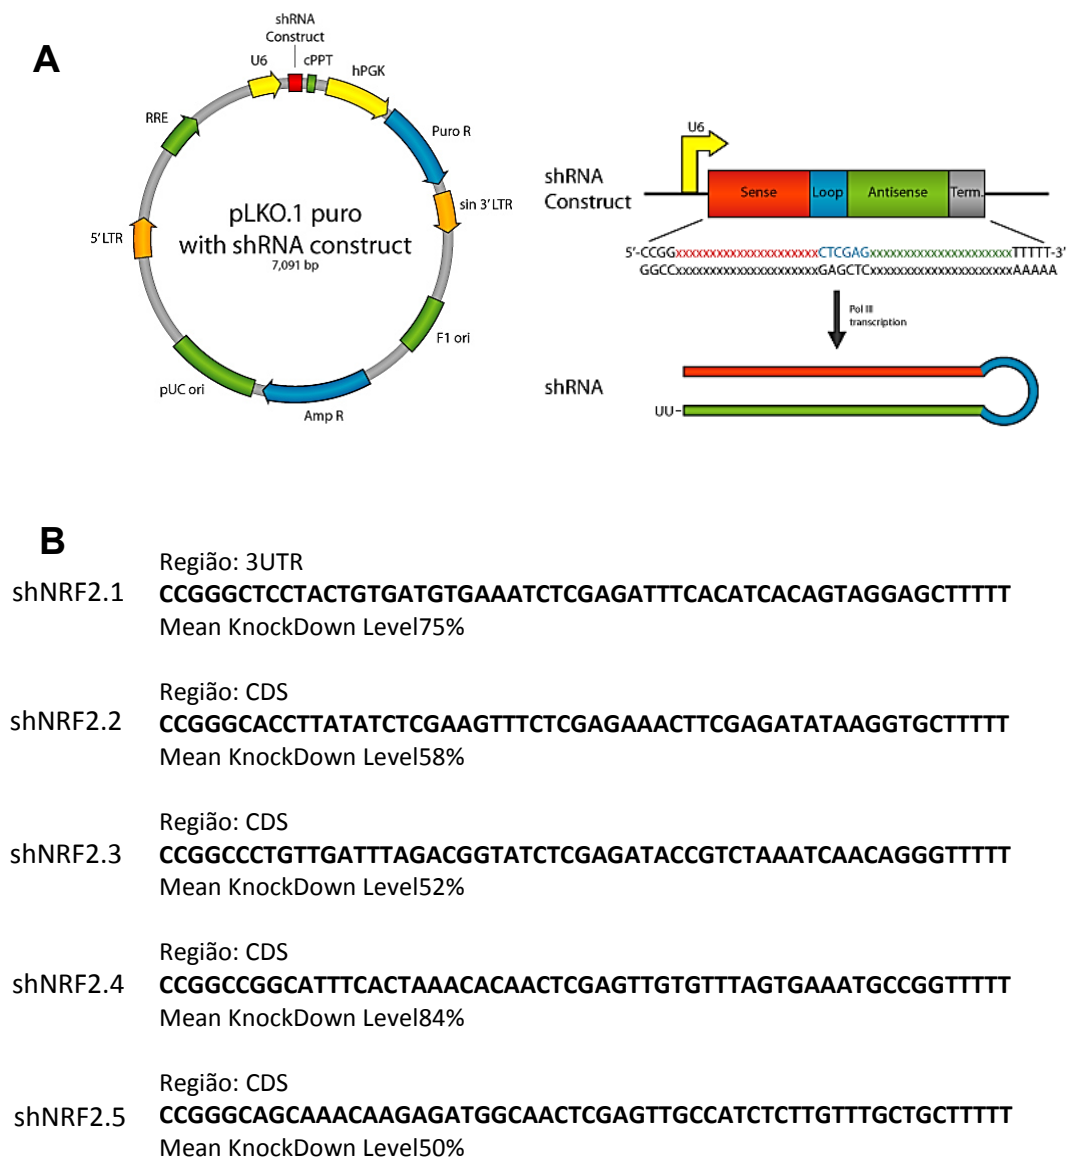 A
shRNA
Construct
U6
cPPT
hPGK
RRE
Puro R
sin 3' LTR
5' LTR
pLKO.1 puro
with shRNA construct
7,091 bp
F1 ori
pUC ori
Amp R
U6
shRNA
Construct
Sense
Loop
Antisense
Term.
5'-CCGGxxxxxxxxxxxxxxxxxxxxxCTCGAGxxxxxxxxxxxxxxxxxxxxxTTTTT-3'
GGCCxxxxxxxxxxxxxxxxxxxxxGAGCTCxxxxxxxxxxxxxxxxxxxxxAAAAA
Pol III
transcription
shRNA
UU-
B
Região: 3UTR
shNRF2.1 CCGGGCTCCTACTGTGATGTGAAATCTCGAGATTTCACATCACAGTAGGAGCTTTTT
Mean KnockDown Level75%
Região: CDS
shNRF2.2 CCGGGCACCTTATATCTCGAAGTTTCTCGAGAAACTTCGAGATATAAGGTGCTTTTT
Mean KnockDown Level58%
Região: CDS
shNRF2.3 CCGGCCCTGTTGATTTAGACGGTATCTCGAGATACCGTCTAAATCAACAGGGTTTTT
Mean KnockDown Level52%
Região: CDS
shNRF2.4 CCGGCCGGCATTTCACTAAACACAACTCGAGTTGTGTTTAGTGAAATGCCGGTTTTT
Mean KnockDown Level84%
Região: CDS
shNRF2.5 CCGGGCAGCAAACAAGAGATGGCAACTCGAGTTGCCATCTCTTGTTTGCTGCTTTTT
Mean KnockDown Level50%